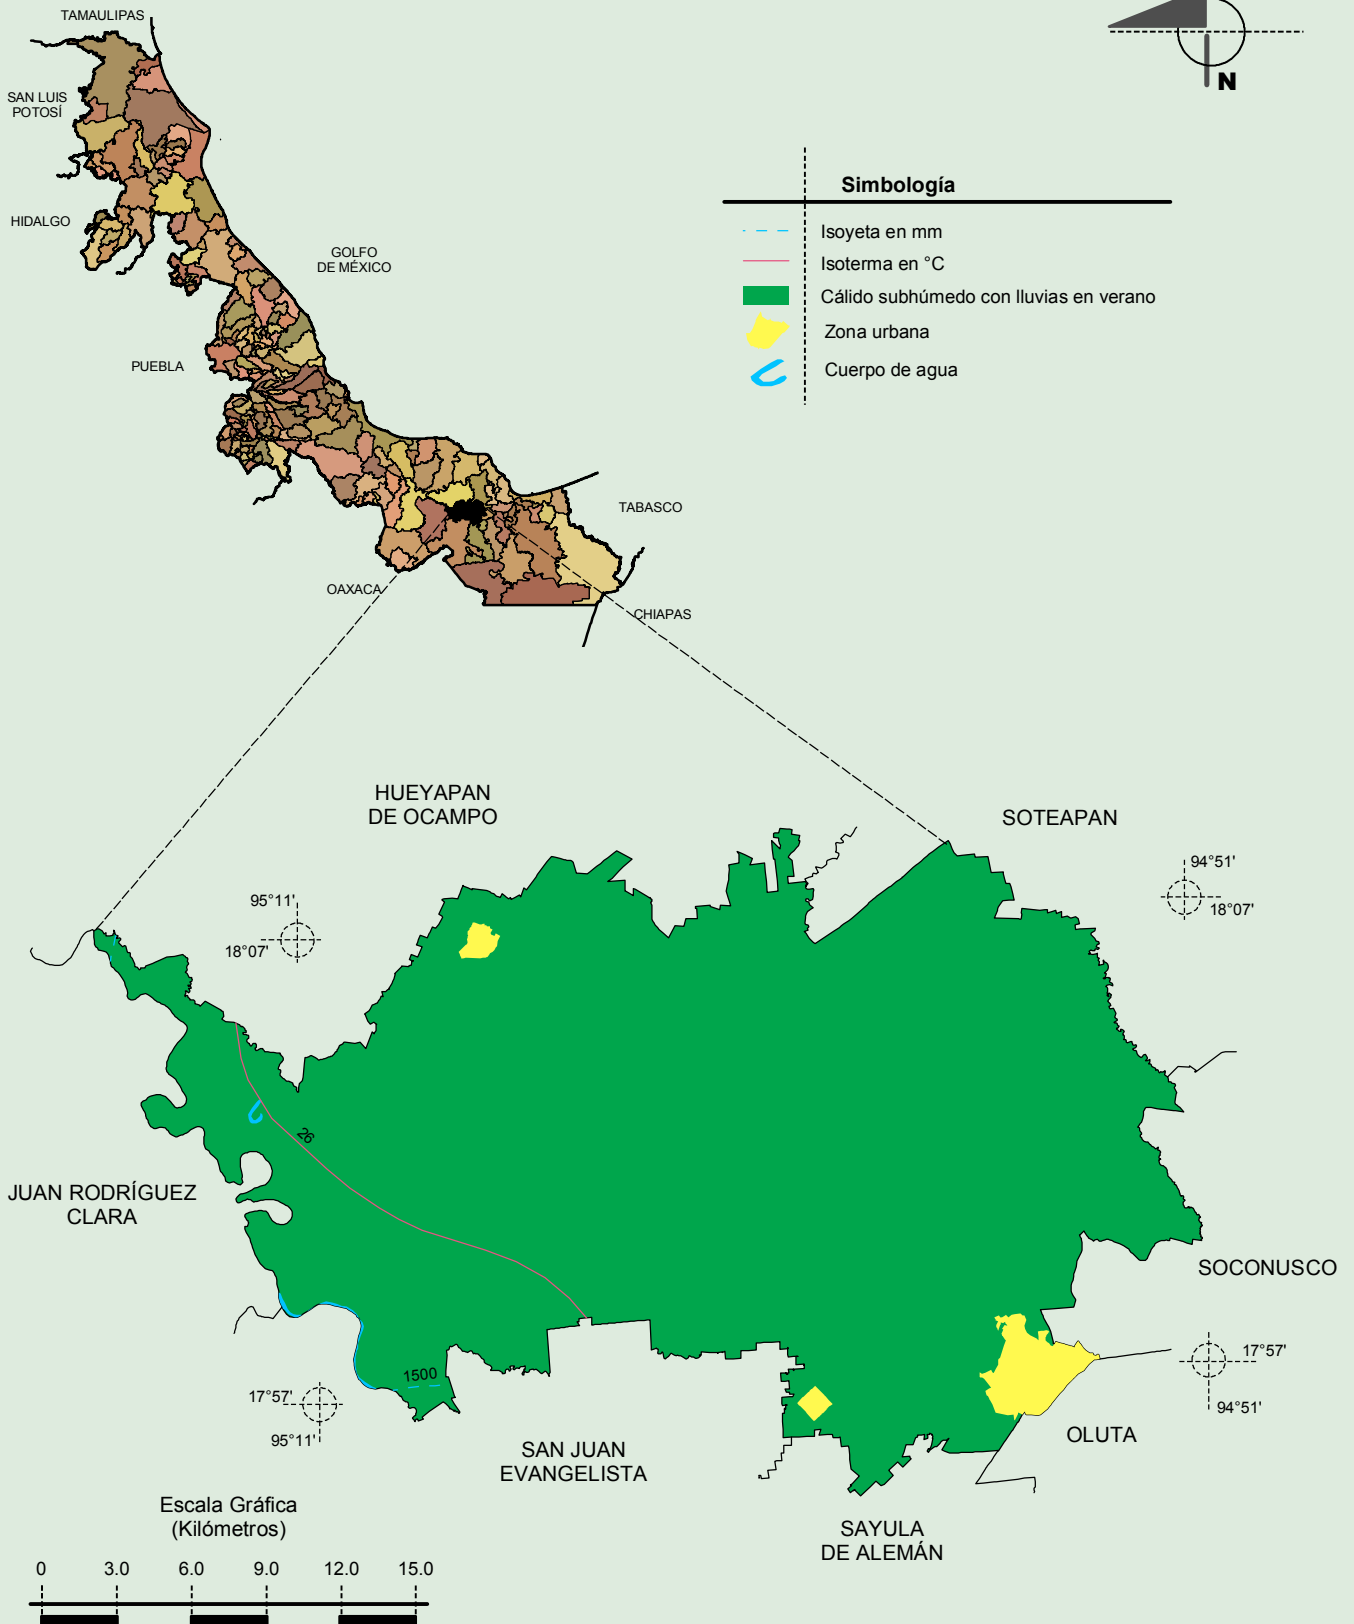 TAMAULIPAS
SAN LUIS
POTOSÍ
HIDALGO
GOLFO
DE MÉXICO
PUEBLA
TABASCO
OAXACA
CHIAPAS
N
Simbología
Isoyeta en mm
Isoterma en °C
Cálido subhúmedo con lluvias en verano
Zona urbana
Cuerpo de agua
HUEYAPAN
DE OCAMPO
SOTEAPAN
94°51'
18°07'
95°11'
18°07'
26
JUAN RODRÍGUEZ
CLARA
SOCONUSCO
1500
17°57'
94°51'
17°57'
95°11'
OLUTA
SAN JUAN
EVANGELISTA
SAYULA
DE ALEMÁN
Escala Gráfica
(Kilómetros)
0 3.0 6.0 9.0 12.0 15.0